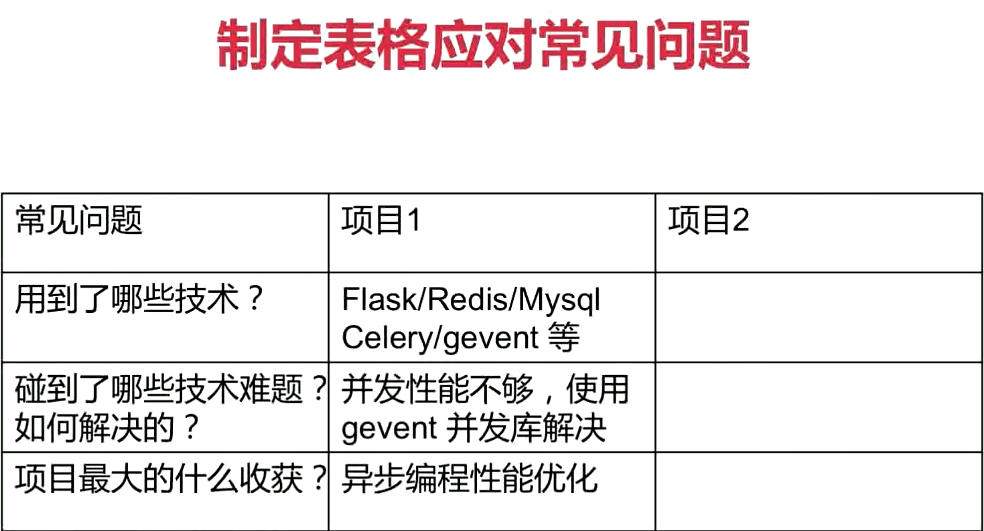 制定表格应对常见问题
常见问题
项目1
项目2
用到了哪些技术？
Flask/Redis/Mysql
Celery/gevent 等
碰到了哪些技术难题？
如何解决的？
并发性能不够，使用
gevent 并发库解决
项目最大的什么收获？
异步编程性能优化